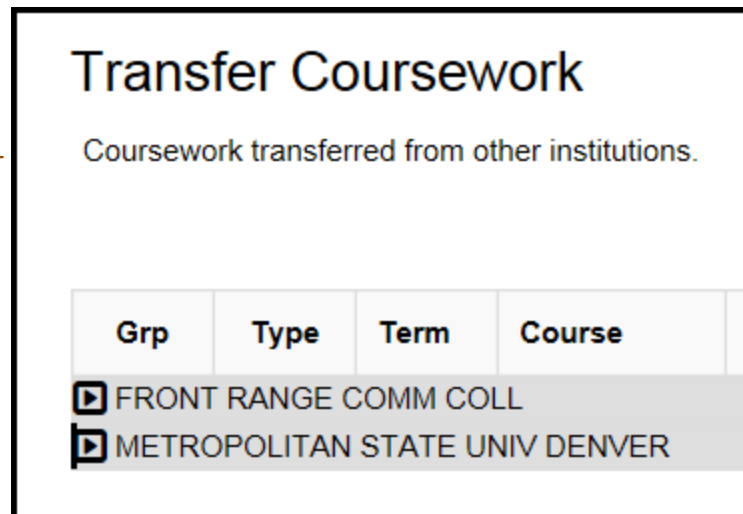 Transfer Coursework
Coursework transferred from other institutions.
Grp Type Term Course
FRONT RANGE COMM COLL
METROPOLITAN STATE UNIV DENVER